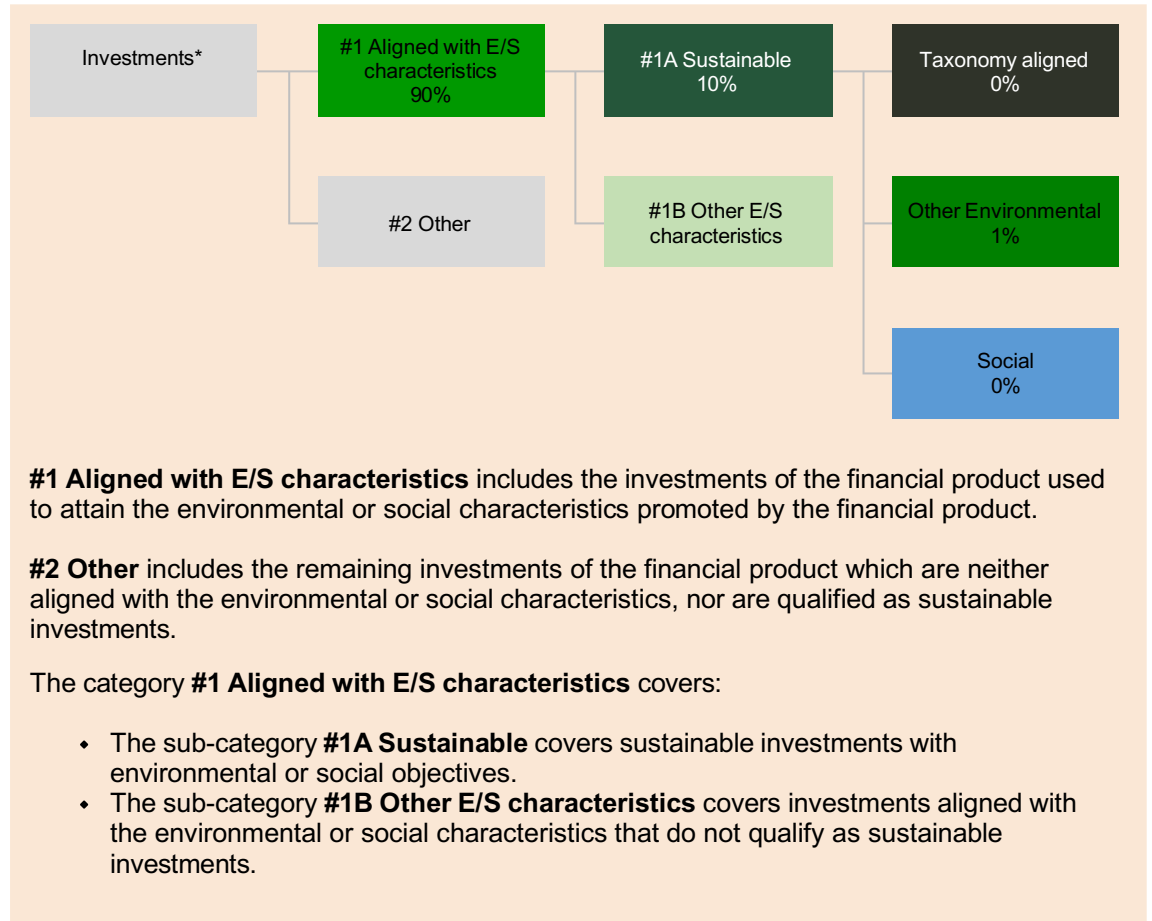 Investments*
#1 Aligned with E/S
characteristics
90%
#1A Sustainable
10%
Taxonomy aligned
0%
#2 Other
#1B Other E/S
characteristics
Other Environmental
1%
Social
0%
#1 Aligned with E/S characteristics includes the investments of the financial product used
to attain the environmental or social characteristics promoted by the financial product.
#2 Other includes the remaining investments of the financial product which are neither
aligned with the environmental or social characteristics, nor are qualified as sustainable
investments.
The category #1 Aligned with E/S characteristics covers:
• The sub-category #1A Sustainable covers sustainable investments with
environmental or social objectives.
• The sub-category #1B Other E/S characteristics covers investments aligned with
the environmental or social characteristics that do not qualify as sustainable
investments.